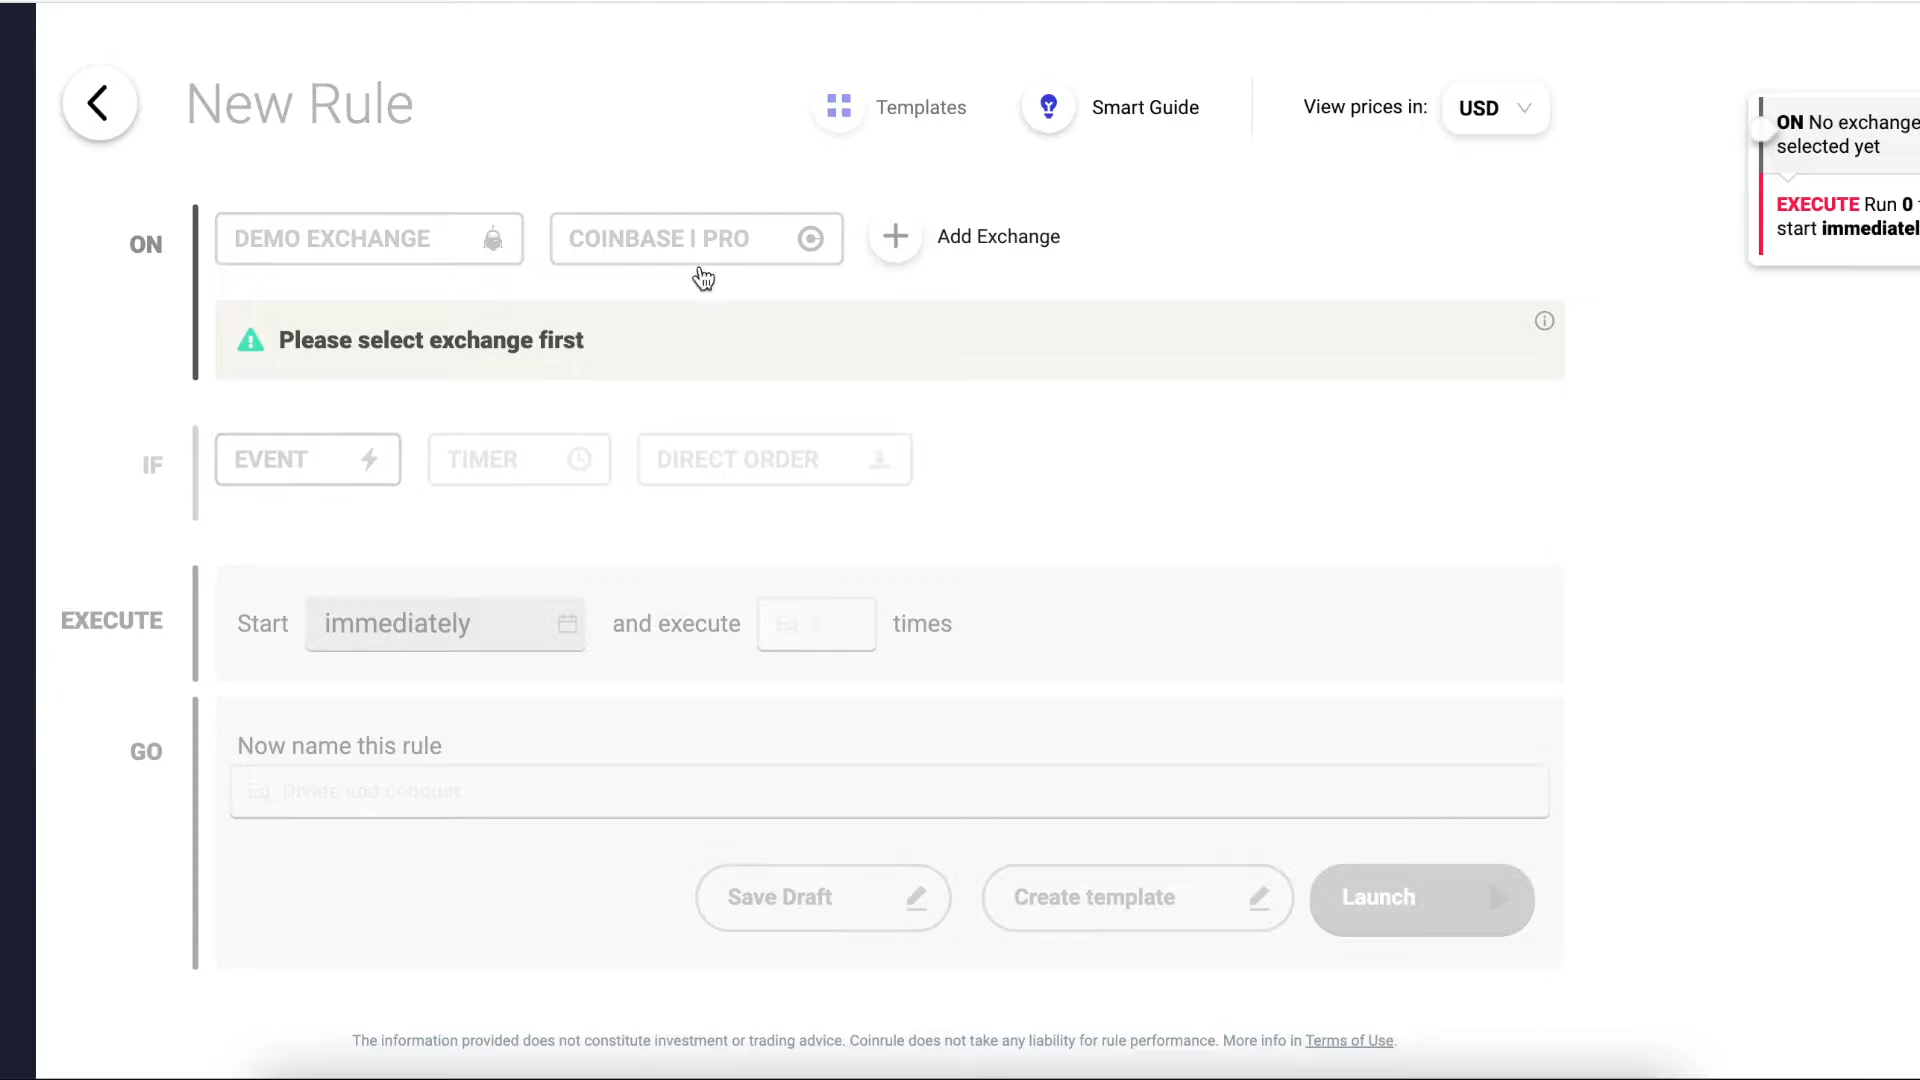 New Rule
Templates
Smart Guide
View prices in:
USD
ON No exchange
selected yet
EXECUTE Run 0
start immediatel
ON
DEMO EXCHANGE
COINBASE | PRO
Add Exchange
Please select exchange first
IF
EVENT
TIMER
DIRECT ORDER
EXECUTE
Start
immediately
and execute
times
GO
Now name this rule
Eg. Divide and conquer
Save Draft
Create template
Launch
The information provided does not constitute investment or trading advice. Coinrule does not take any liability for rule performance. More info in Terms of Use.